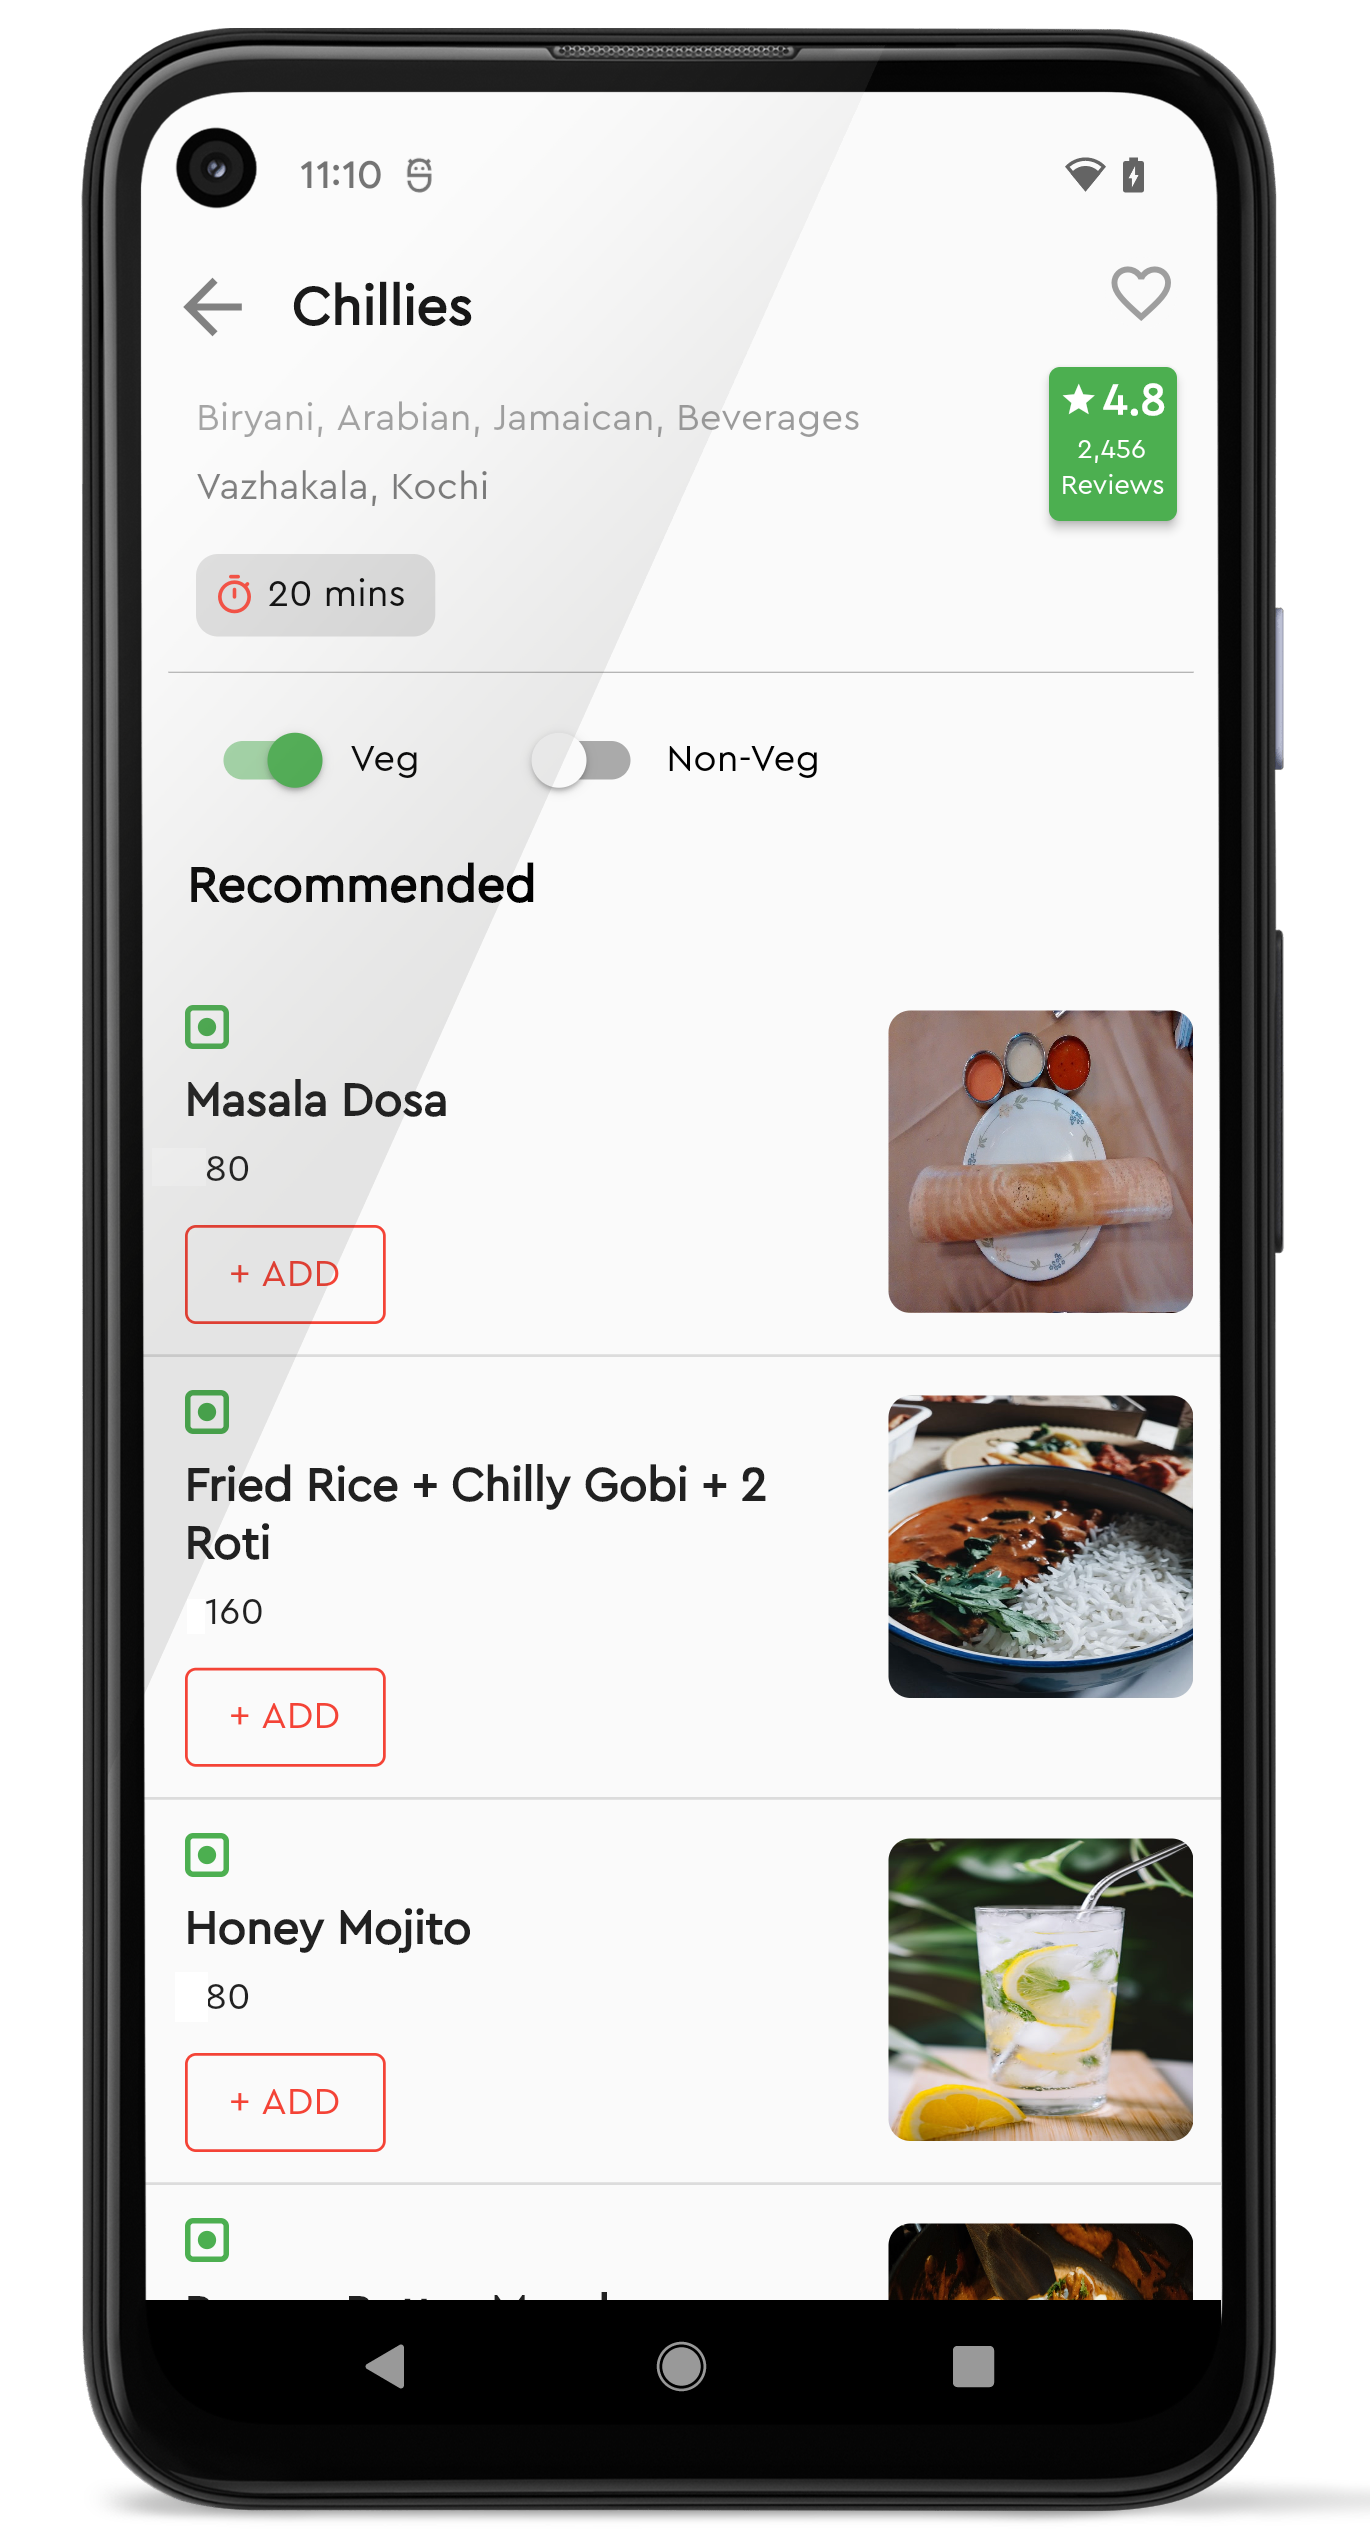 11:10
Chillies
Biryani, Arabian, Jamaican, Beverages
Vazhakala, Kochi
★ 4.8
2,456
Reviews
20 mins
Veg
Non-Veg
Recommended
Masala Dosa
80
+ ADD
Fried Rice + Chilly Gobi + 2
Roti
160
+ ADD
Honey Mojito
80
+ ADD